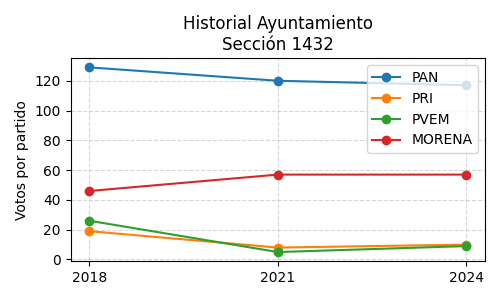 Historial Ayuntamiento
Sección 1432
Votos por partido
120
100
80
60
40
20
0
2018
2021
2024
PAN
PRI
PVEM
MORENA